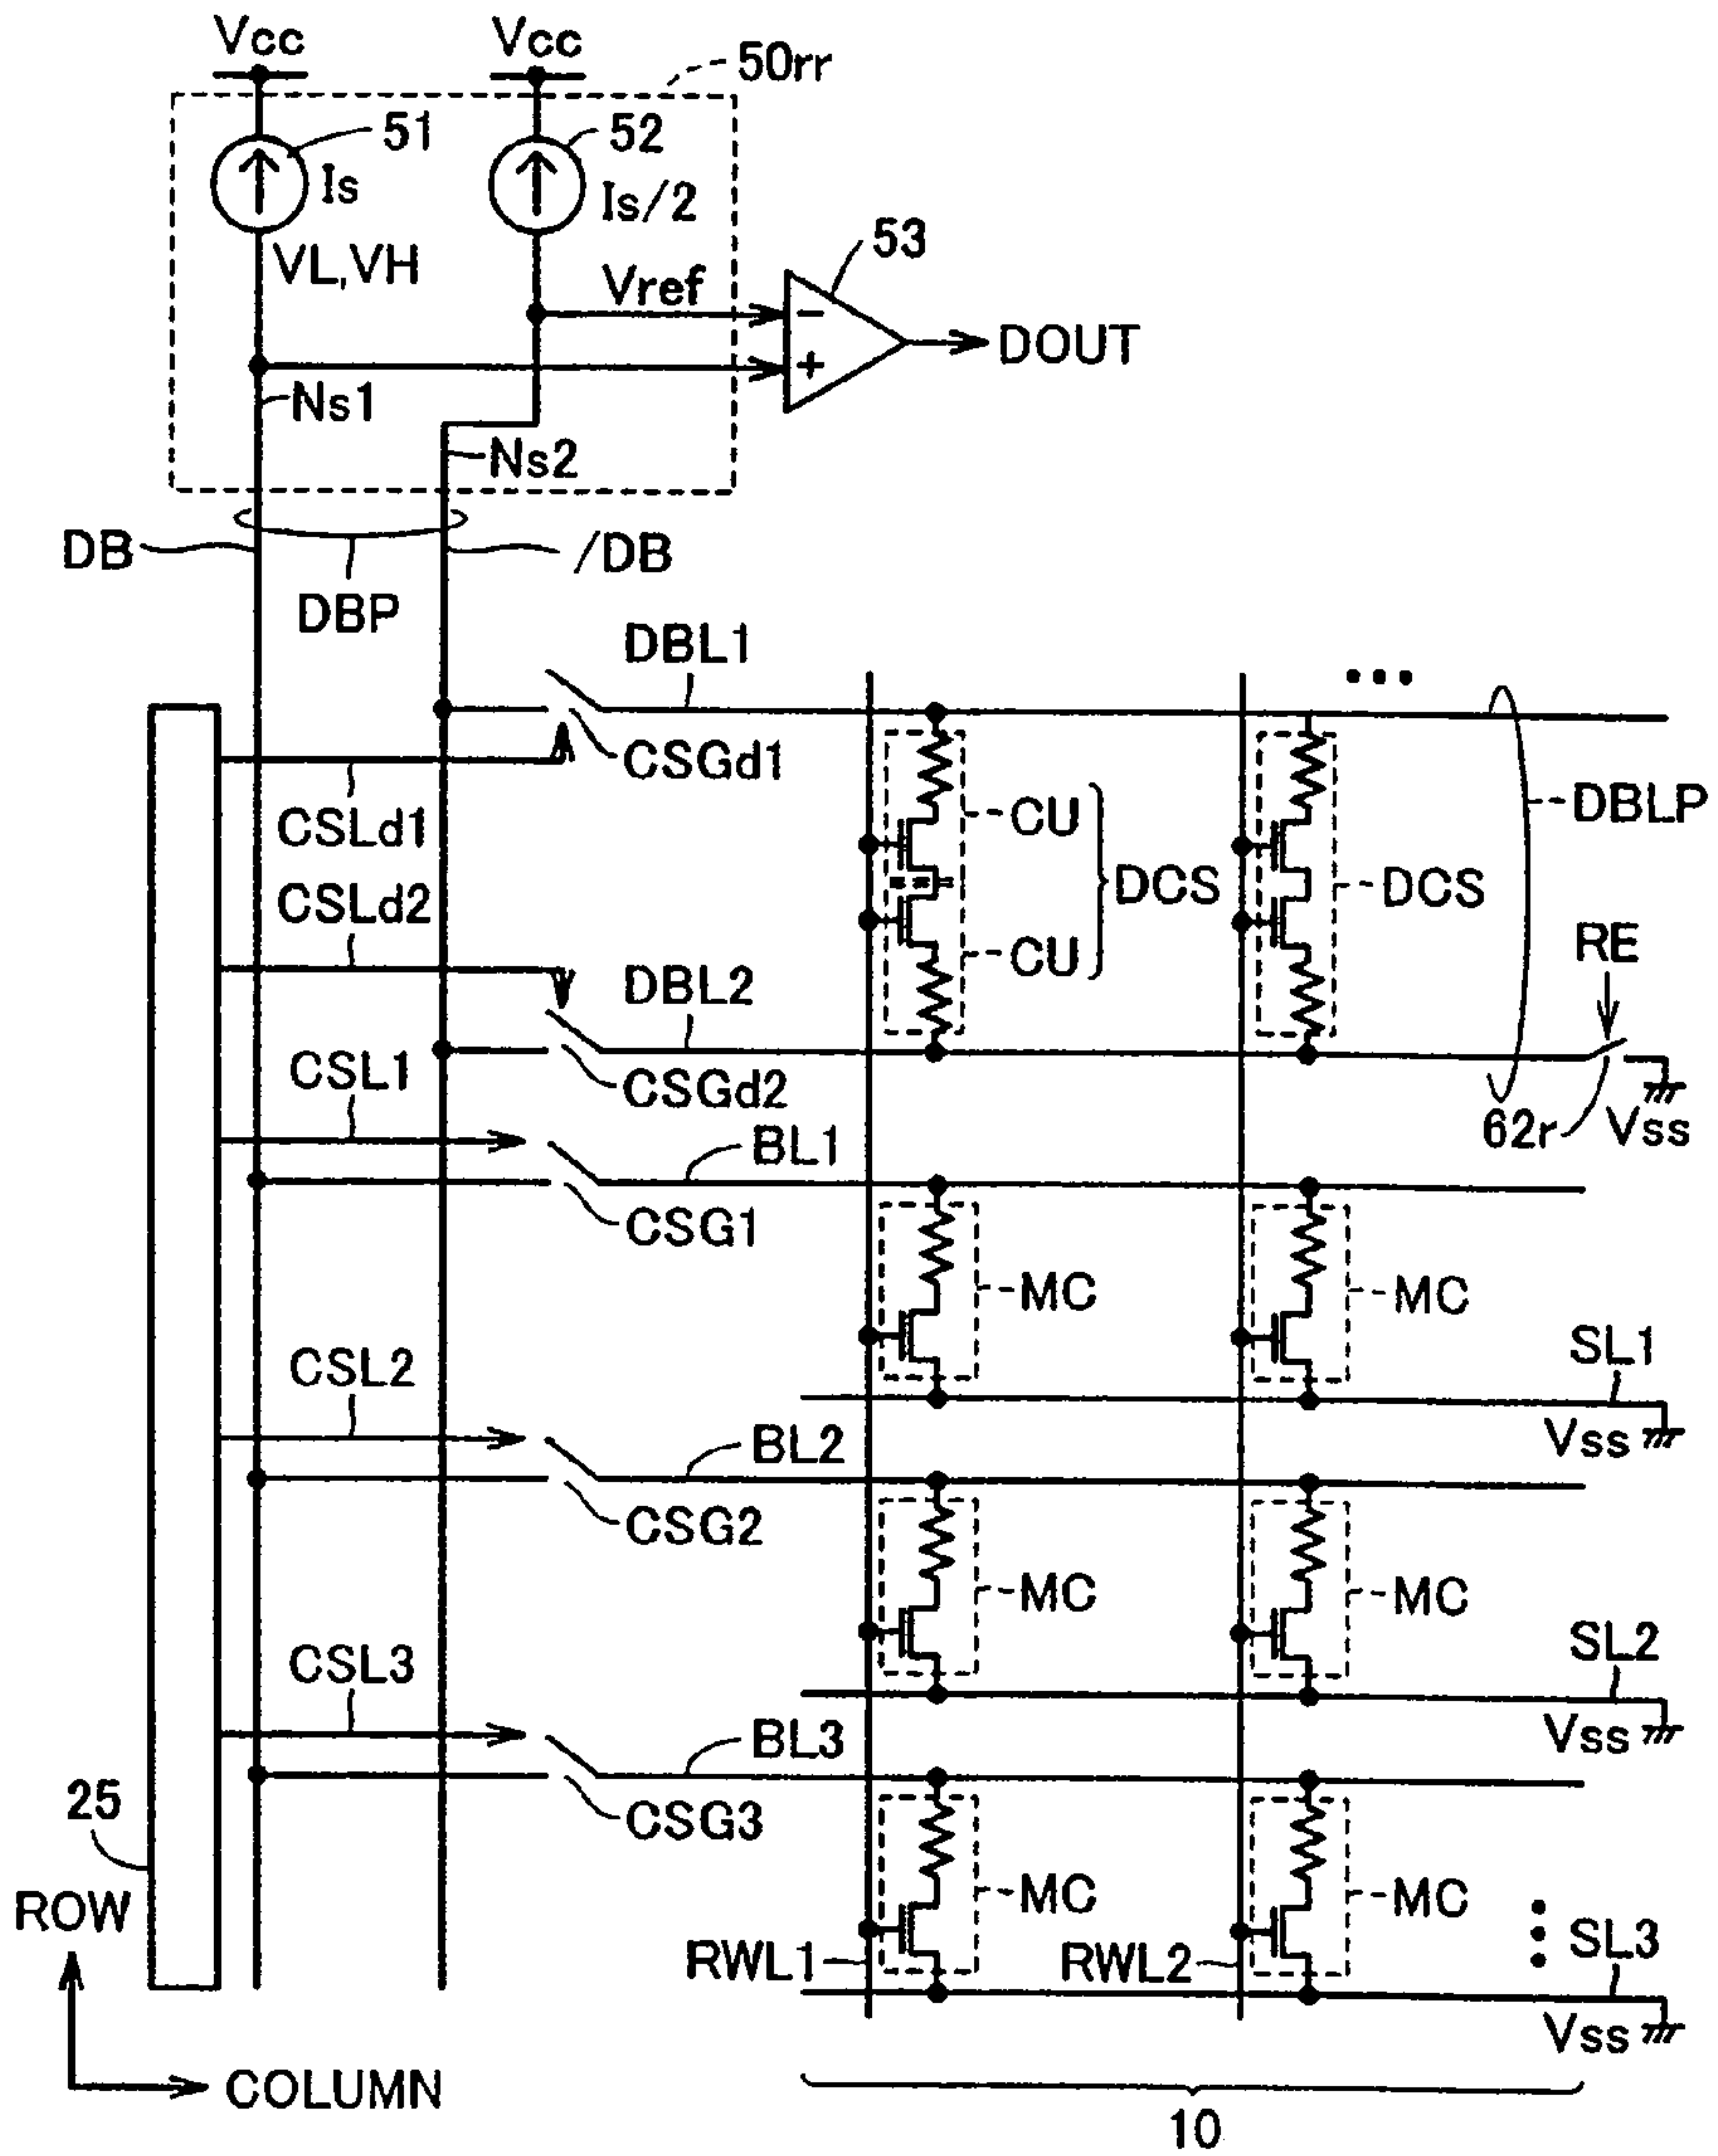 Vcc
Vcc
50rr
51
52
Is
Is/2
53
VL,VH
Vref
−
+
DOUT
Ns1
Ns2
DB
/DB
DBP
DBL1
CSGd1
CSLd1
DBLP
CU
DCS
DCS
CSLd2
CU
RE
DBL2
CSL1
CSGd2
62r
Vss
BL1
CSG1
MC
MC
SL1
CSL2
Vss
BL2
CSG2
MC
MC
SL2
CSL3
Vss
BL3
25
CSG3
MC
MC
ROW
SL3
RWL1
RWL2
Vss
COLUMN
10